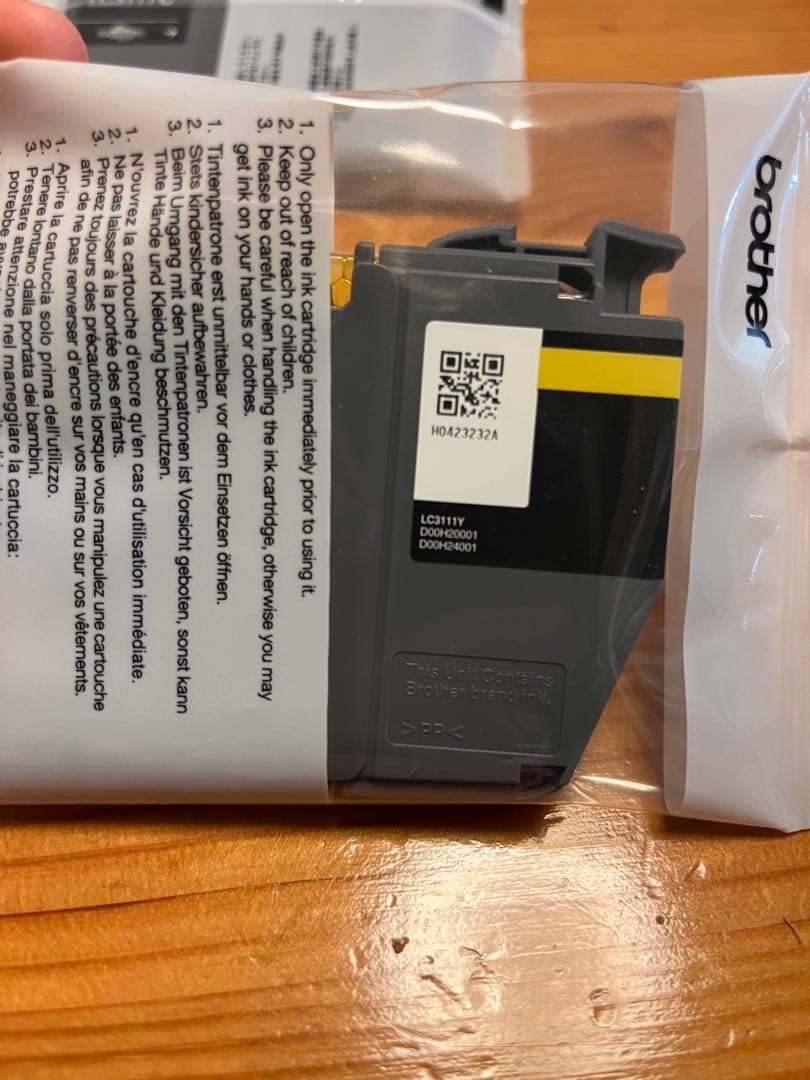 brother
1. Only open the ink cartridge immediately prior to using it.
2. Keep out of reach of children.
3. Please be careful when handling the ink cartridge, otherwise you may
get ink on your hands or clothes.
1. Tintenpatrone erst unmittelbar vor dem Einsetzen öffnen.
2. Stets kindersicher aufbewahren.
3. Beim Umgang mit den Tintenpatronen ist Vorsicht geboten, sonst kann
Tinte Hände und Kleidung beschmutzen.
1. N'ouvrez la cartouche d'encre qu'en cas d'utilisation immédiate.
2. Ne pas laisser à la portée des enfants.
3. Prenez toujours des précautions lorsque vous manipulez une cartouche
afin de ne pas renverser d'encre sur vos mains ou sur vos vêtements.
1. Aprire la cartuccia solo prima dell'utilizzo.
2. Tenere lontano dalla portata dei bambini.
3. Prestare attenzione nel maneggiare la cartuccia:
potrebbe
H0423232A
LC3111Y
D00H20001
D00H24001
This Unit Contains
Brother brand ink.
>PP<